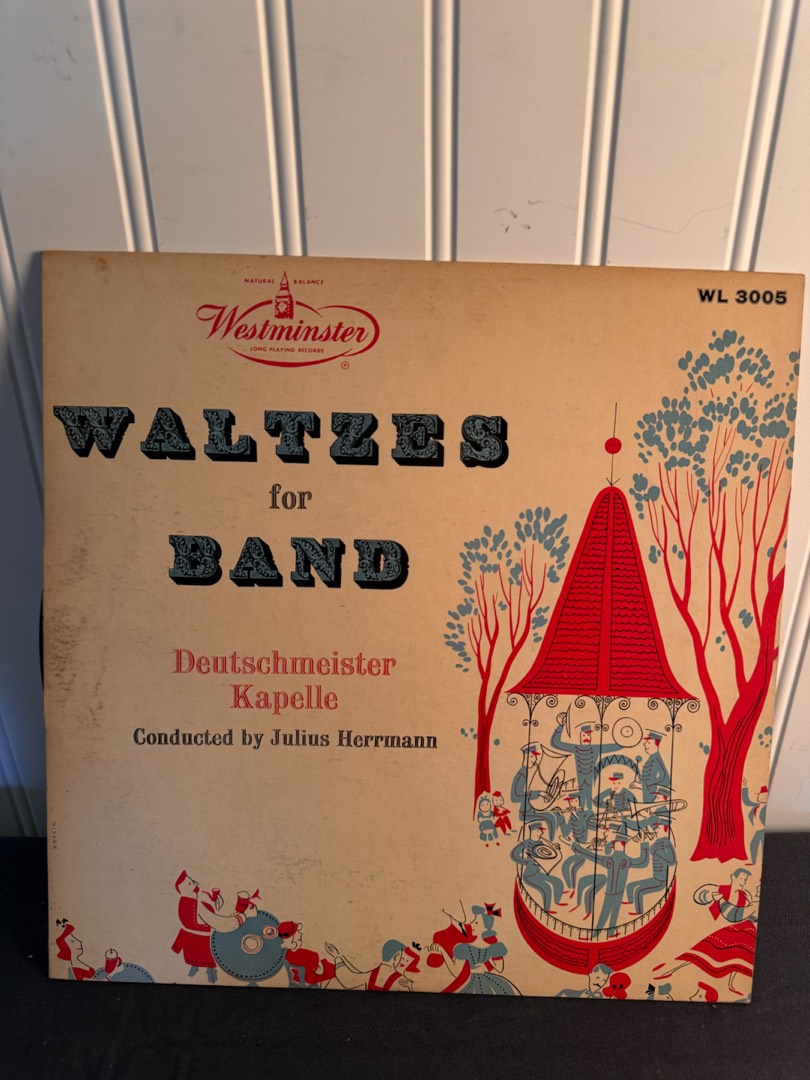 NATURAL BALANCE
WL 3005
Westminster
LONG PLAYING RECORDS
WALTZES
for
BAND
Deutschmeister
Kapelle
Conducted by Julius Herrmann